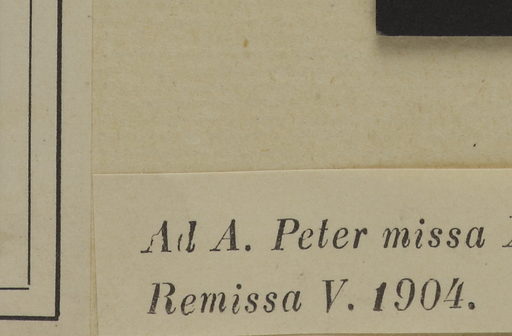 Ad A. Peter missa
Remissa V. 1904.